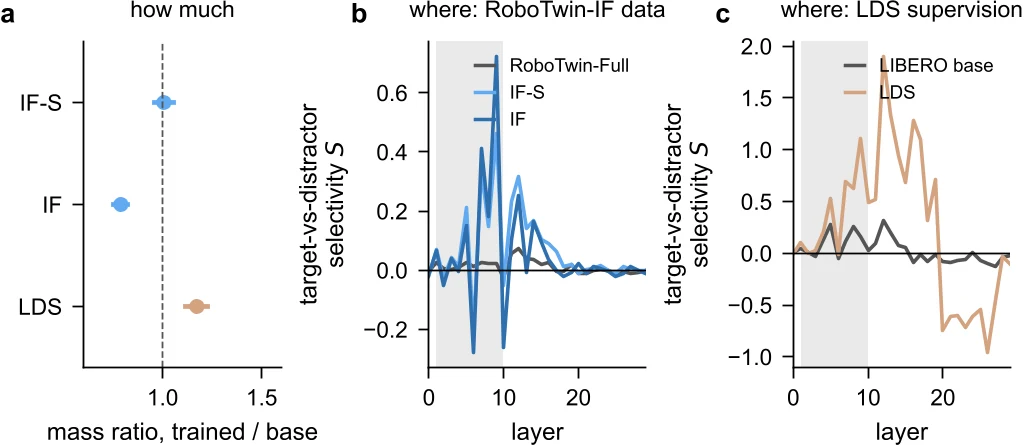 a
how much
IF-S
IF
LDS
1.0
1.5
mass ratio, trained / base
b
where: RoboTwin-IF data
target-vs-distractor
selectivity S
0.6
0.4
0.2
0.0
−0.2
RoboTwin-Full
IF-S
IF
0
10
20
layer
c
where: LDS supervision
target-vs-distractor
selectivity S
2.0
1.5
1.0
0.5
0.0
−0.5
−1.0
LIBERO base
LDS
0
10
20
layer